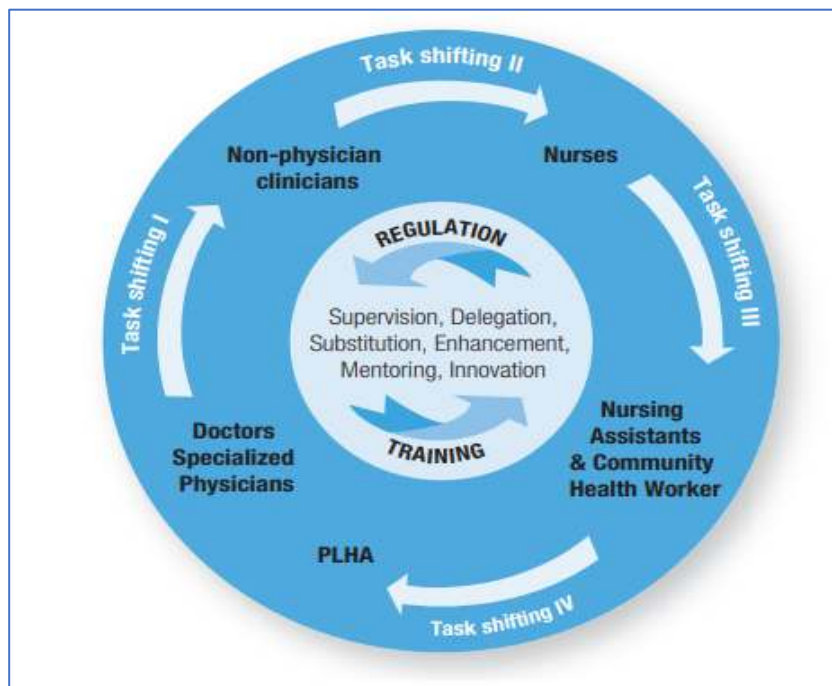 Task shifting II
Non-physician
clinicians
Nurses
Task shifting I
Task shifting III
REGULATION
Supervision, Delegation,
Substitution, Enhancement,
Mentoring, Innovation
TRAINING
Doctors
Specialized
Physicians
Nursing
Assistants
& Community
Health Worker
PLHA
Task shifting IV